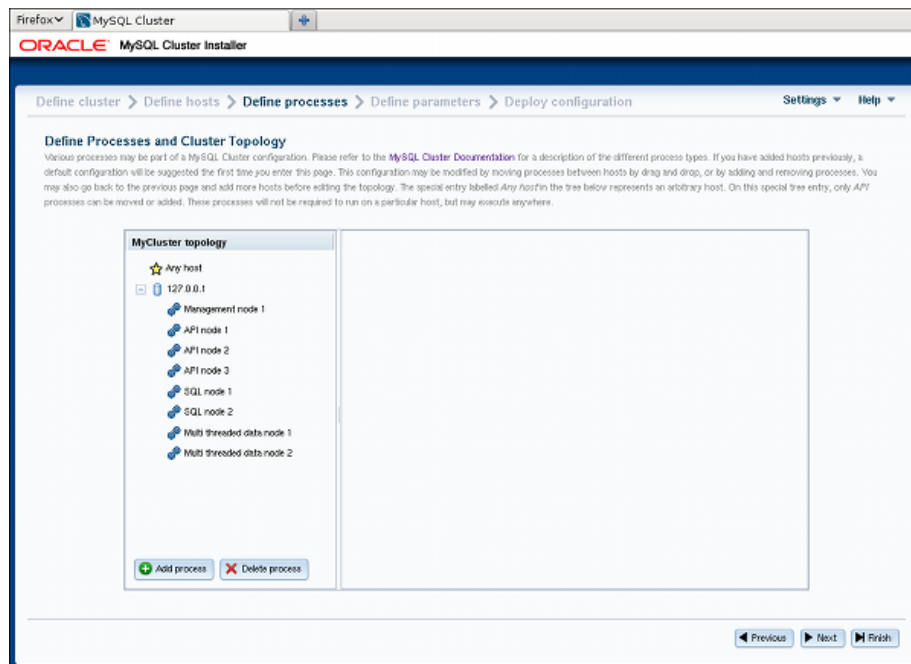 Firefox
MySQL Cluster
ORACLE MySQL Cluster Installer
Define cluster > Define hosts > Define processes > Define parameters > Deploy configuration
Settings Help
Define Processes and Cluster Topology
Various processes may be part of a MySQL Cluster configuration. Please refer to the MySQL Cluster Documentation for a description of the different process types. If you have added hosts previously, a
default configuration will be suggested the first time you enter this page. This configuration may be modified by moving processes between hosts by drag and drop, or by adding and removing processes. You
may also go back to the previous page and add more hosts before editing the topology. The special entry labelled Any host in the tree below represents an arbitrary host. On this special tree entry, only API
processes can be moved or added. These processes will not be required to run on a particular host, but may execute anywhere.
MyCluster topology
Any host
127.0.0.1
Management node 1
API node 1
API node 2
API node 3
SQL node 1
SQL node 2
Multi threaded data node 1
Multi threaded data node 2
Add process
Delete process
Previous
Next
Finish